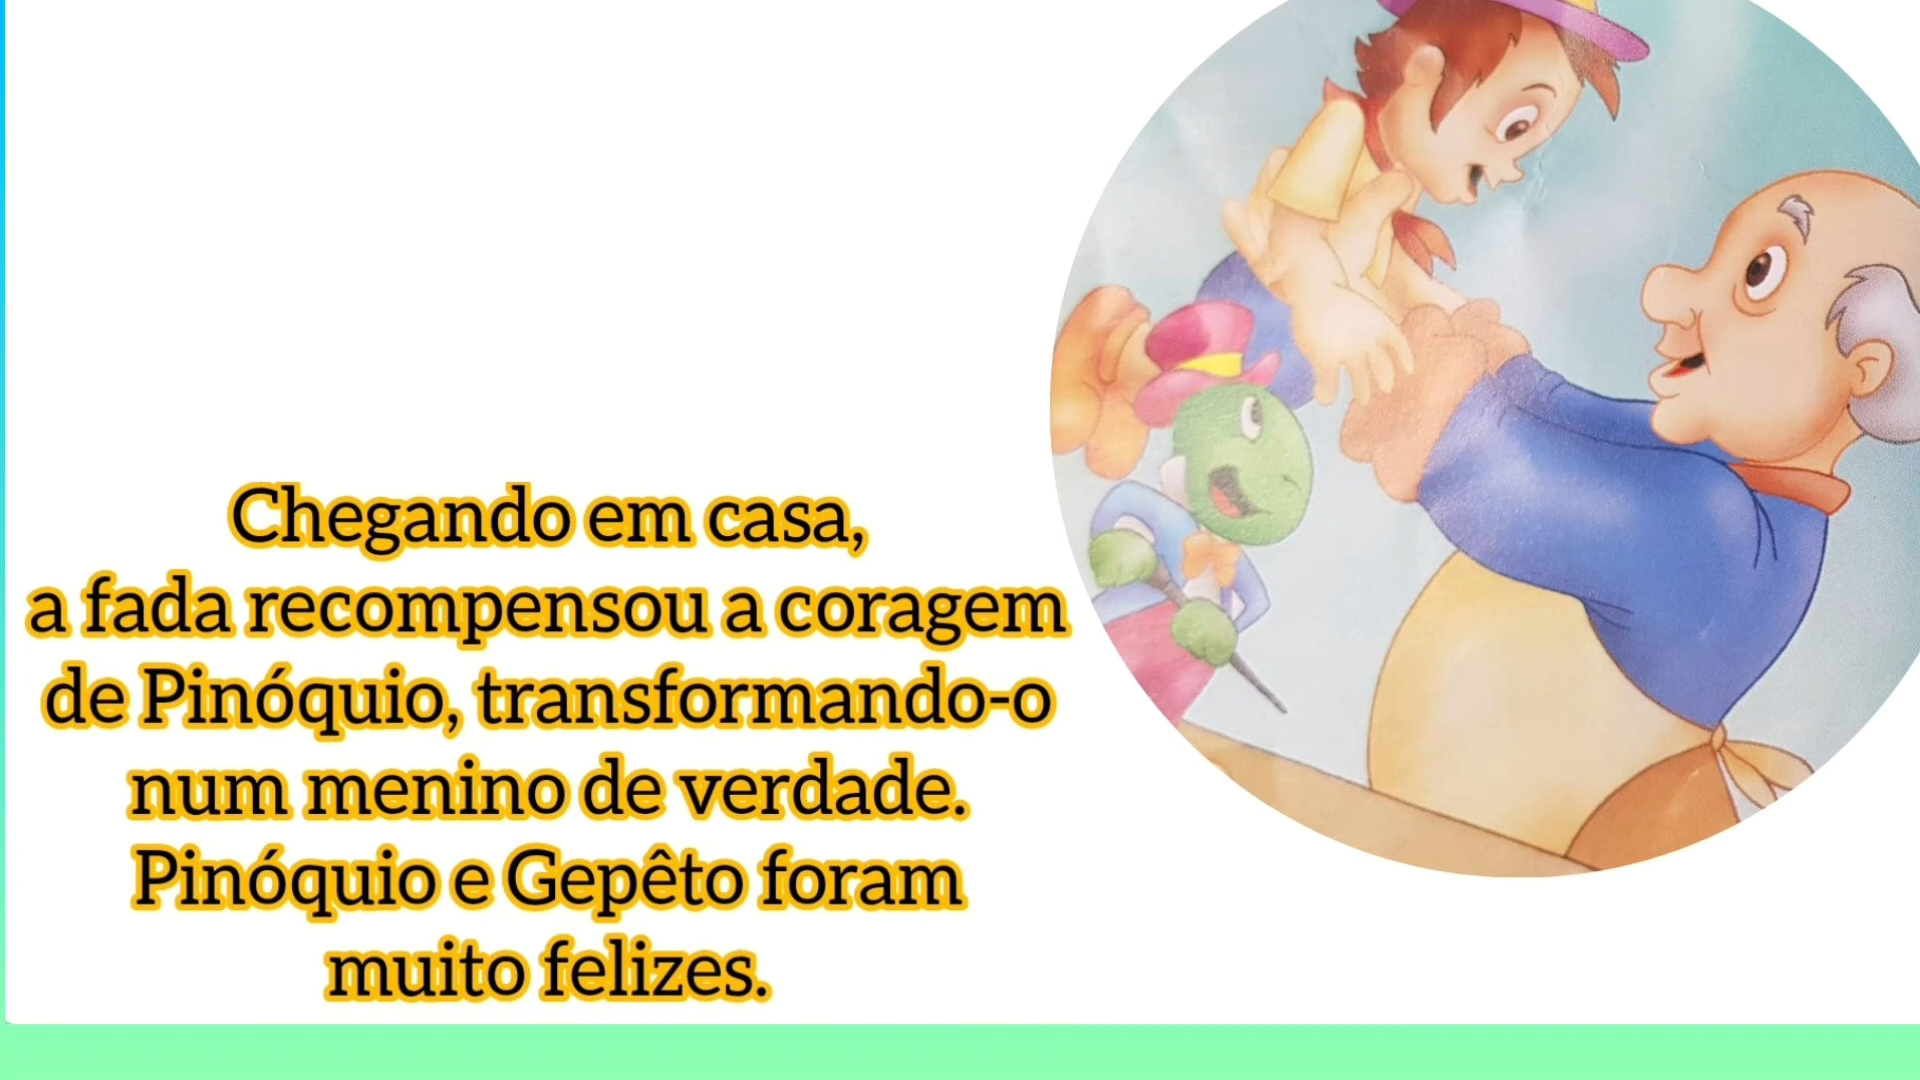 Chegando em casa,
a fada recompensou a coragem
de Pinóquio, transformando-o
num menino de verdade.
Pinóquio e Gepêto foram
muito felizes.